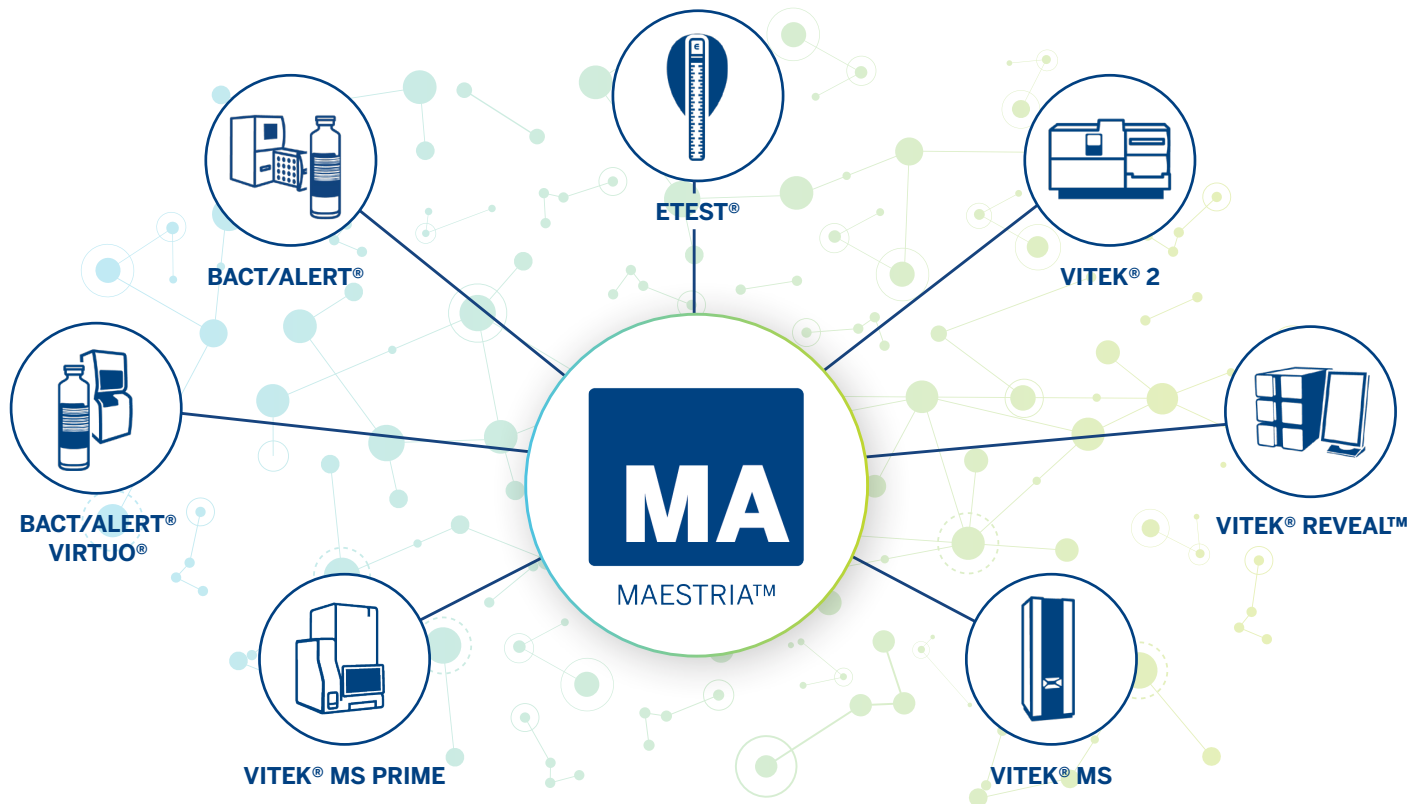 ETEST®
BACT/ALERT®
VITEK® 2
BACT/ALERT®
VIRTUO®
MA
MAESTRIA™
VITEK® REVEAL™
VITEK® MS PRIME
VITEK® MS